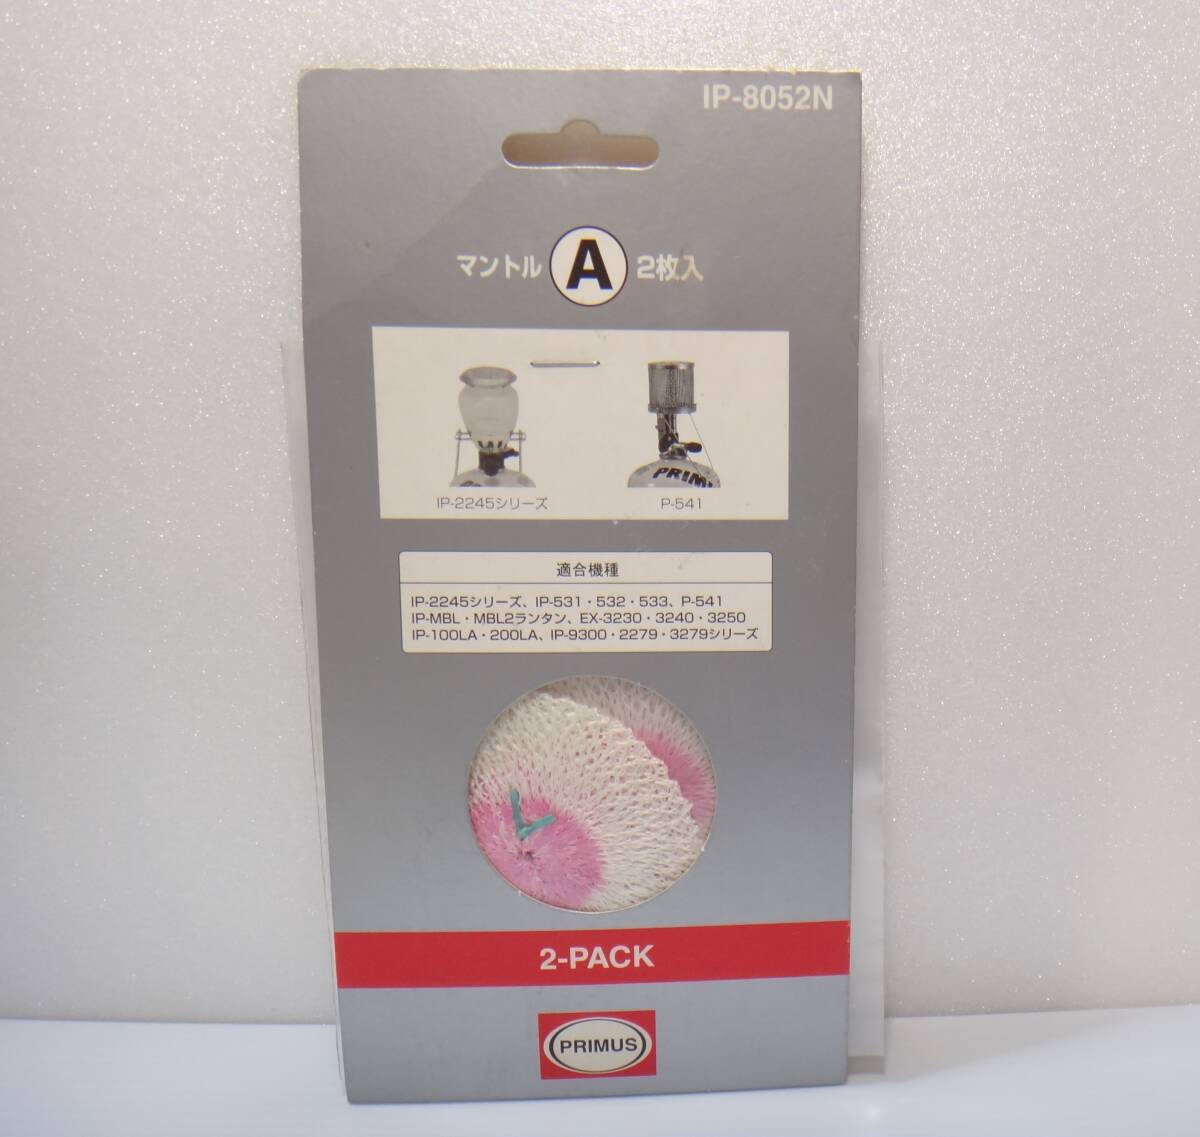 IP-8052N
マントル A 2枚入
PRIM
IP-2245シリーズ
P-541
適合機種
IP-2245シリーズ、IP-531・532・533、P-541
IP-MBL・MBL2ランタン、EX-3230・3240・3250
IP-100LA・200LA、IP-9300・2279・3279シリーズ
2-PACK
PRIMUS